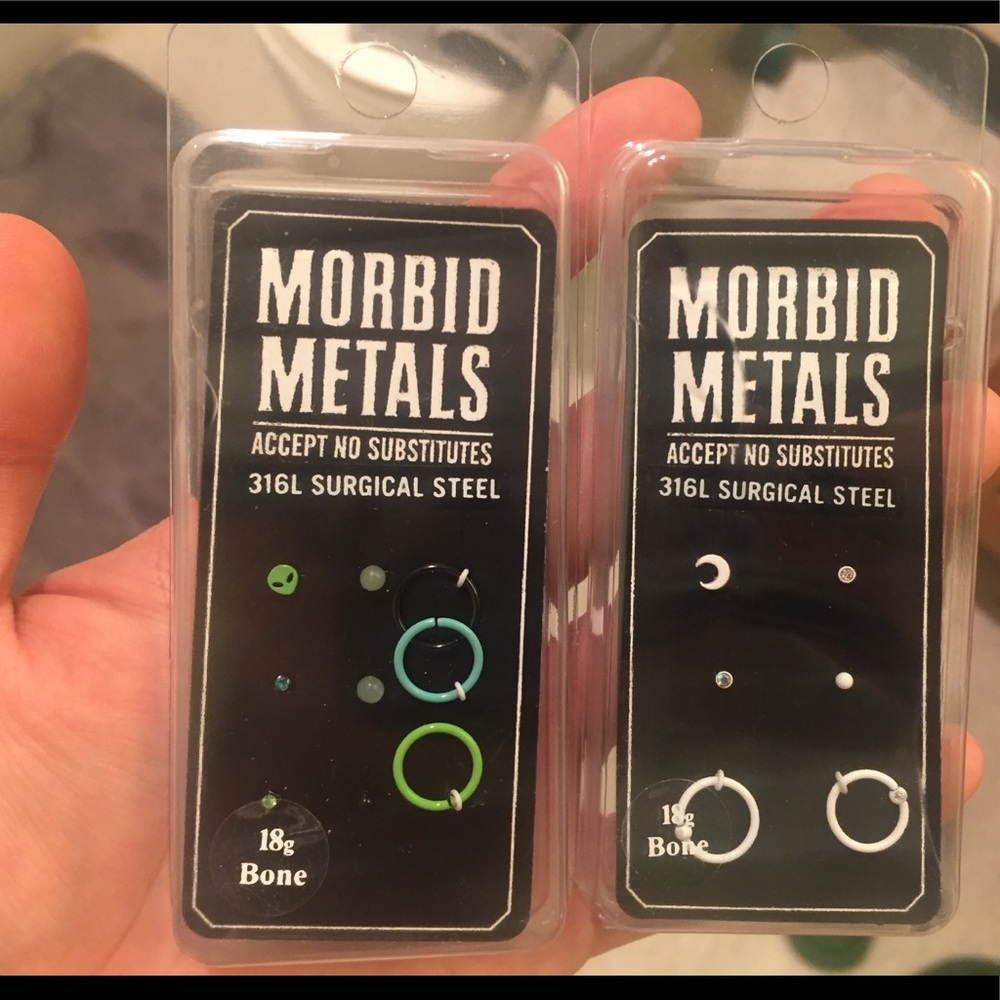 MORBID
METALS
ACCEPT NO SUBSTITUTES
316L SURGICAL STEEL
18g
Bone
MORBID
METALS
ACCEPT NO SUBSTITUTES
316L SURGICAL STEEL
18g
Bone